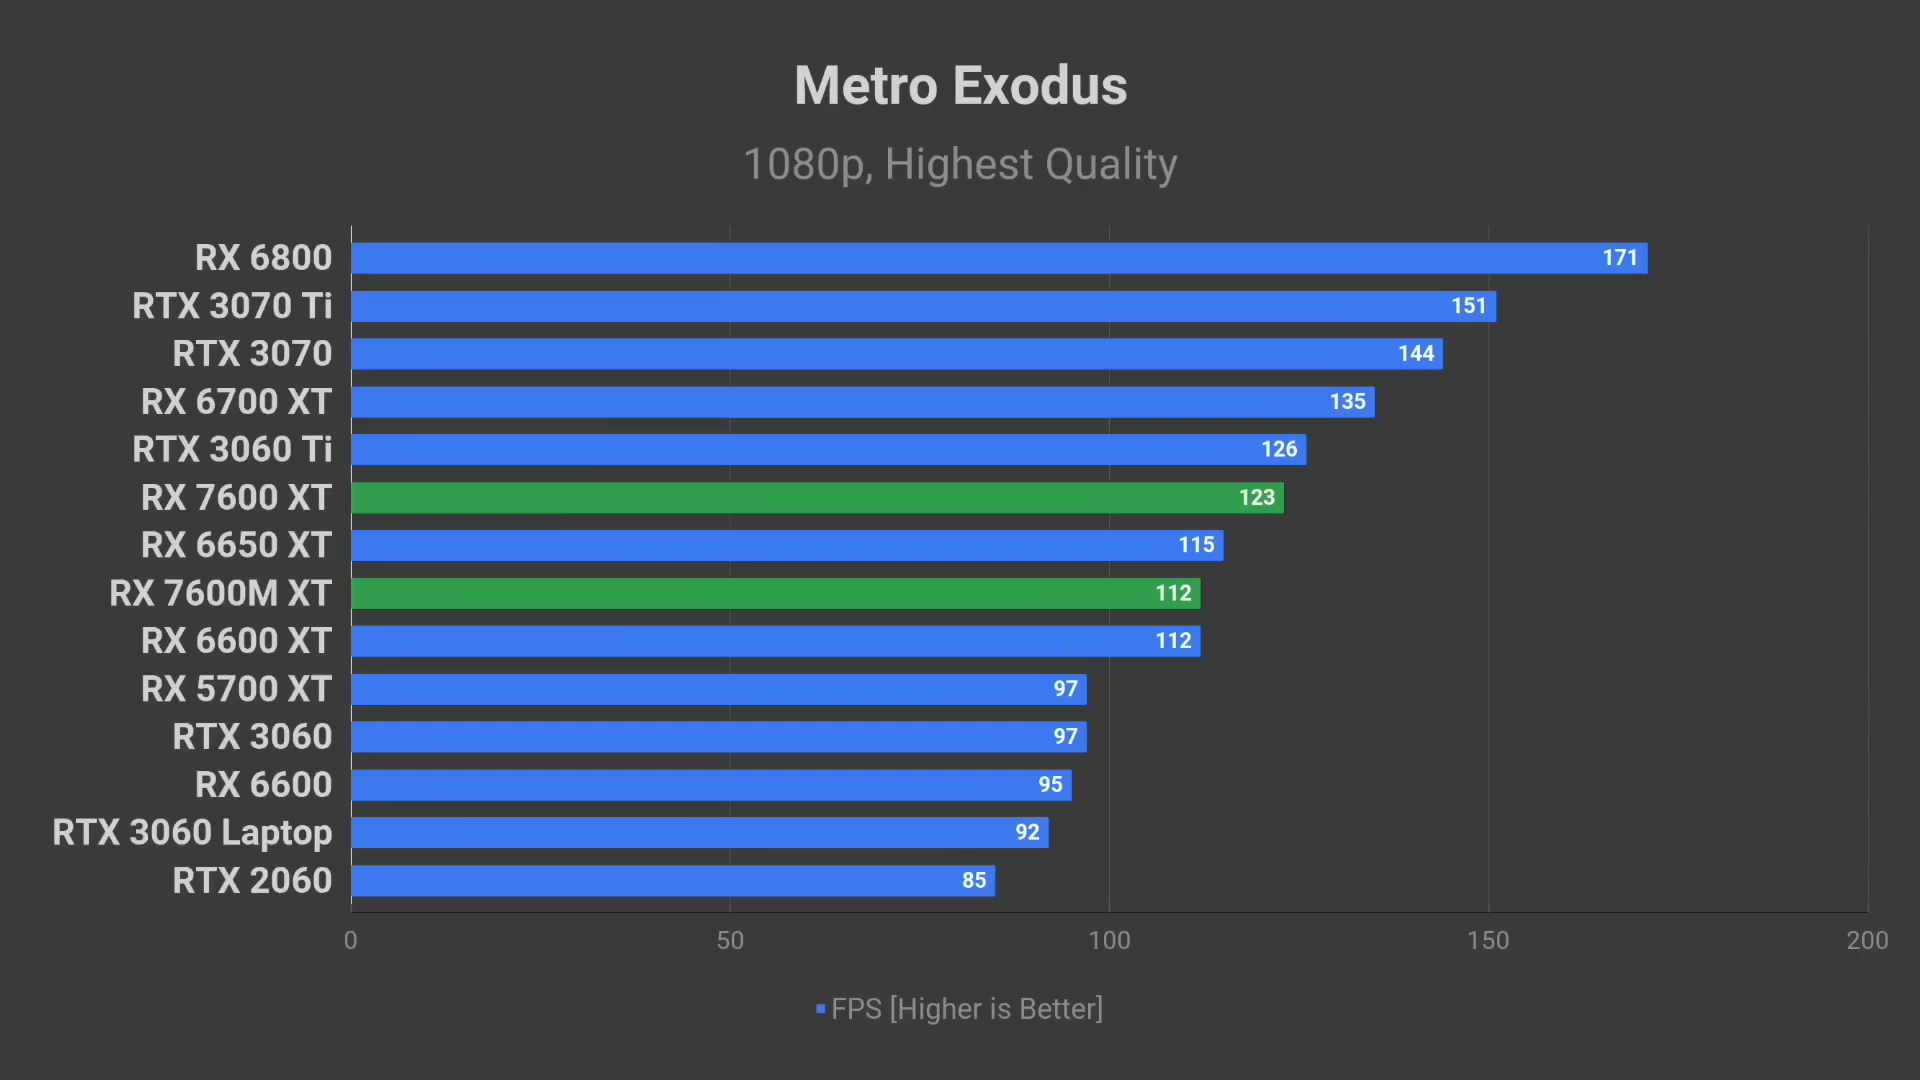 Metro Exodus
1080p, Highest Quality
RX 6800 171
RTX 3070 Ti 151
RTX 3070 144
RX 6700 XT 135
RTX 3060 Ti 126
RX 7600 XT 123
RX 6650 XT 115
RX 7600M XT 112
RX 6600 XT 112
RX 5700 XT 97
RTX 3060 97
RX 6600 95
RTX 3060 Laptop 92
RTX 2060 85
0 50 100 150 200
FPS [Higher is Better]